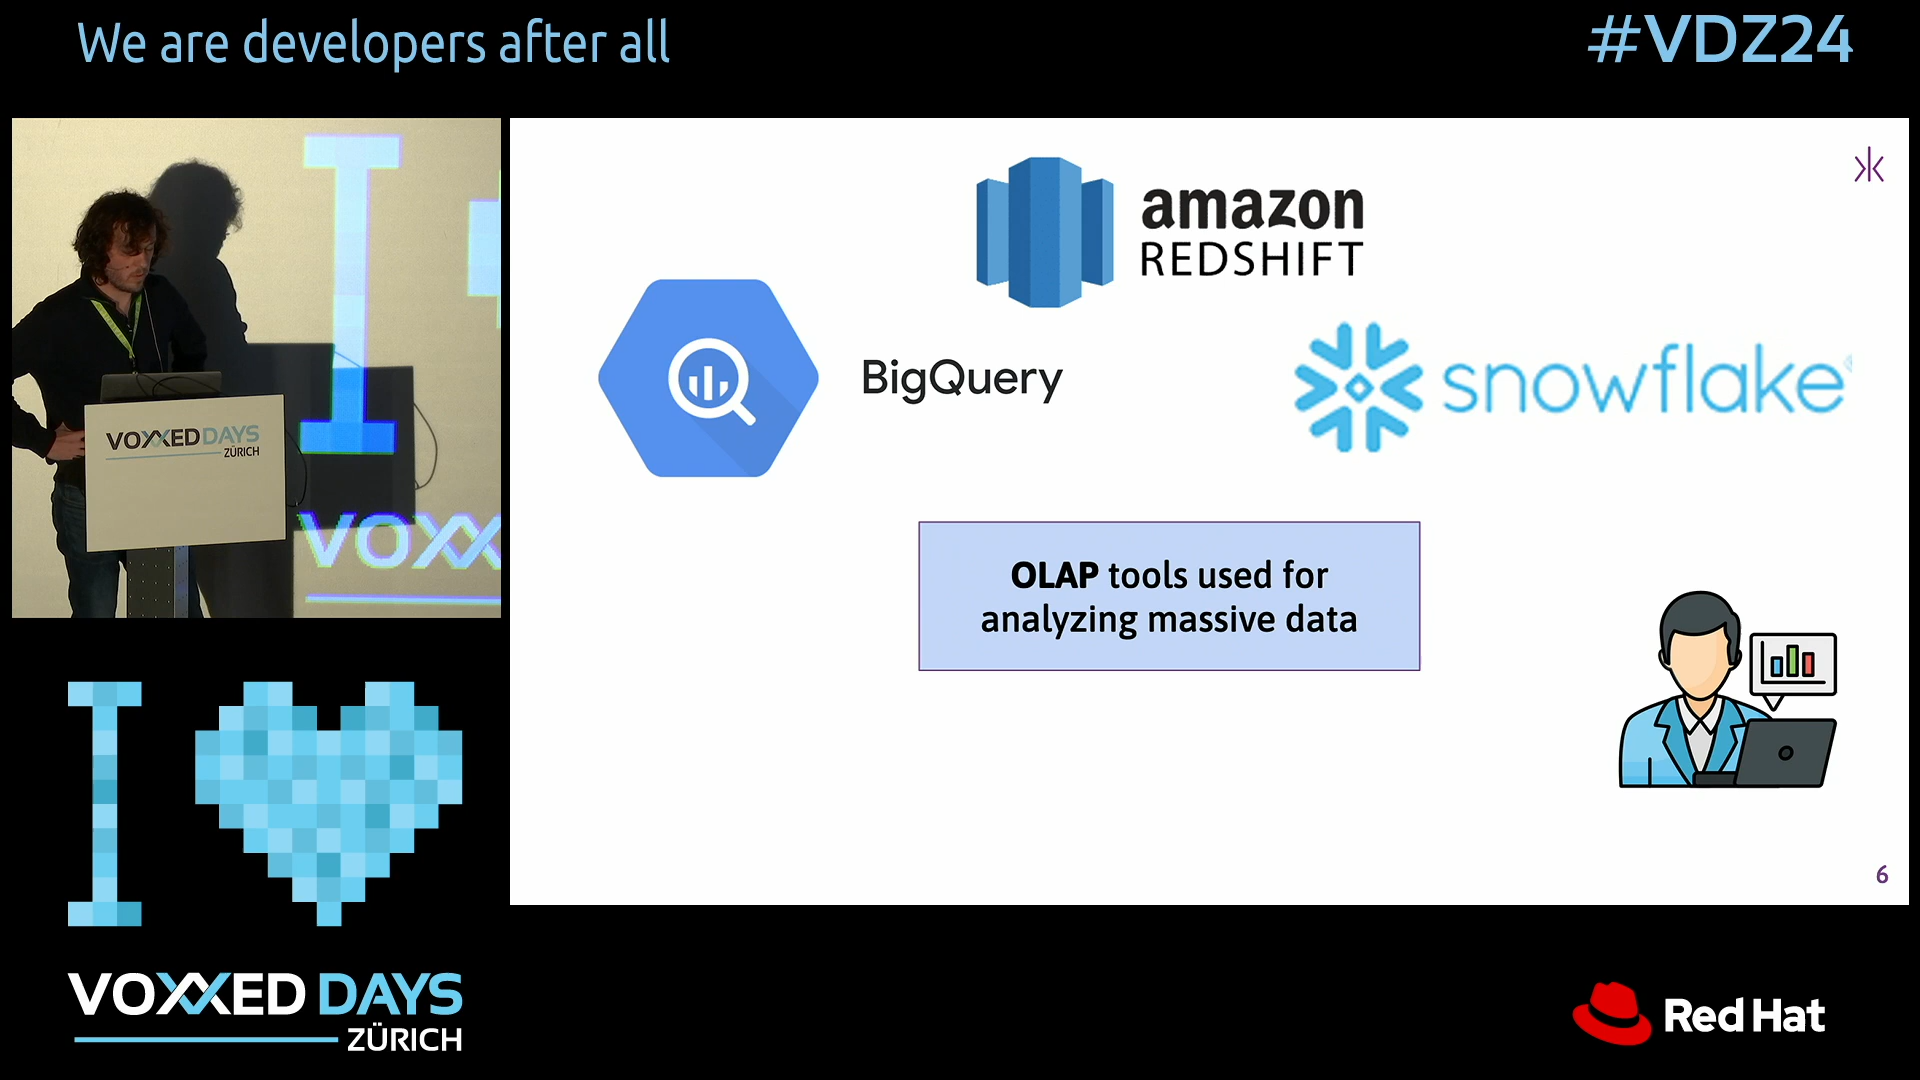 We are developers after all
#VDZ24
amazon
REDSHIFT
BigQuery
snowflake
OLAP tools used for
analyzing massive data
6
VOXXED DAYS
ZÜRICH
VOXX
I
VOXXED DAYS
ZÜRICH
Red Hat